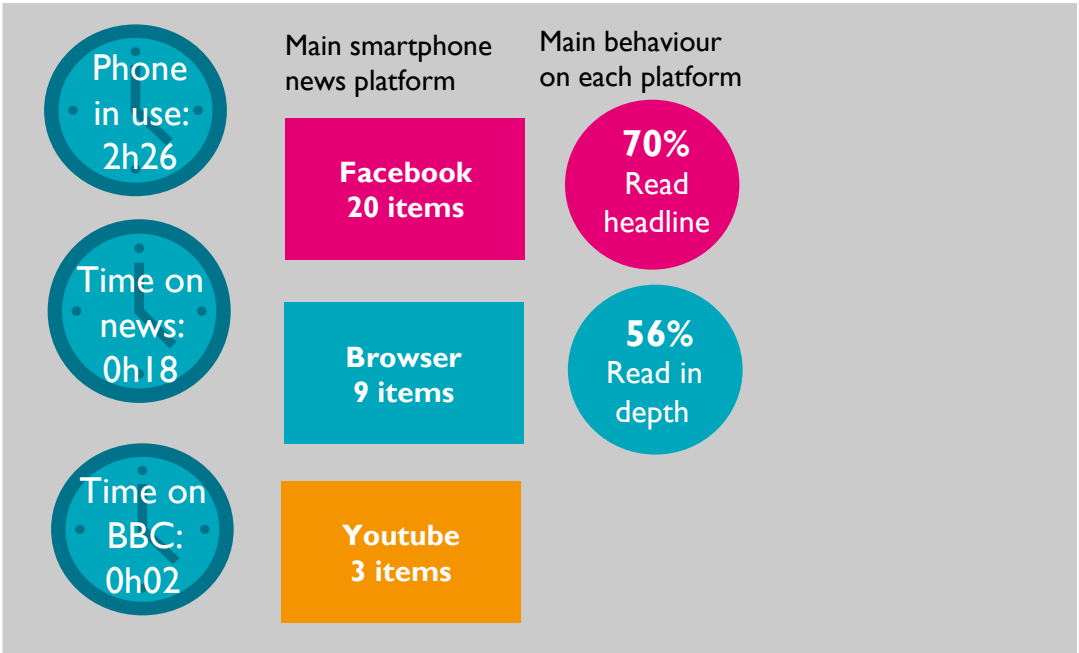 Phone
in use:
2h26
Time on
news:
0h18
Time on
BBC:
0h02
Main smartphone
news platform
Facebook
20 items
Browser
9 items
Youtube
3 items
Main behaviour
on each platform
70%
Read
headline
56%
Read in
depth